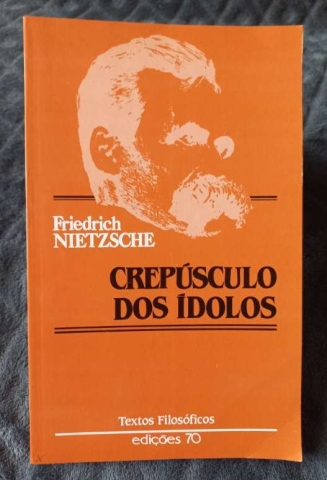 Friedrich
NIETZSCHE
CREPÚSCULO
DOS ÍDOLOS
Textos Filosóficos
edições 70